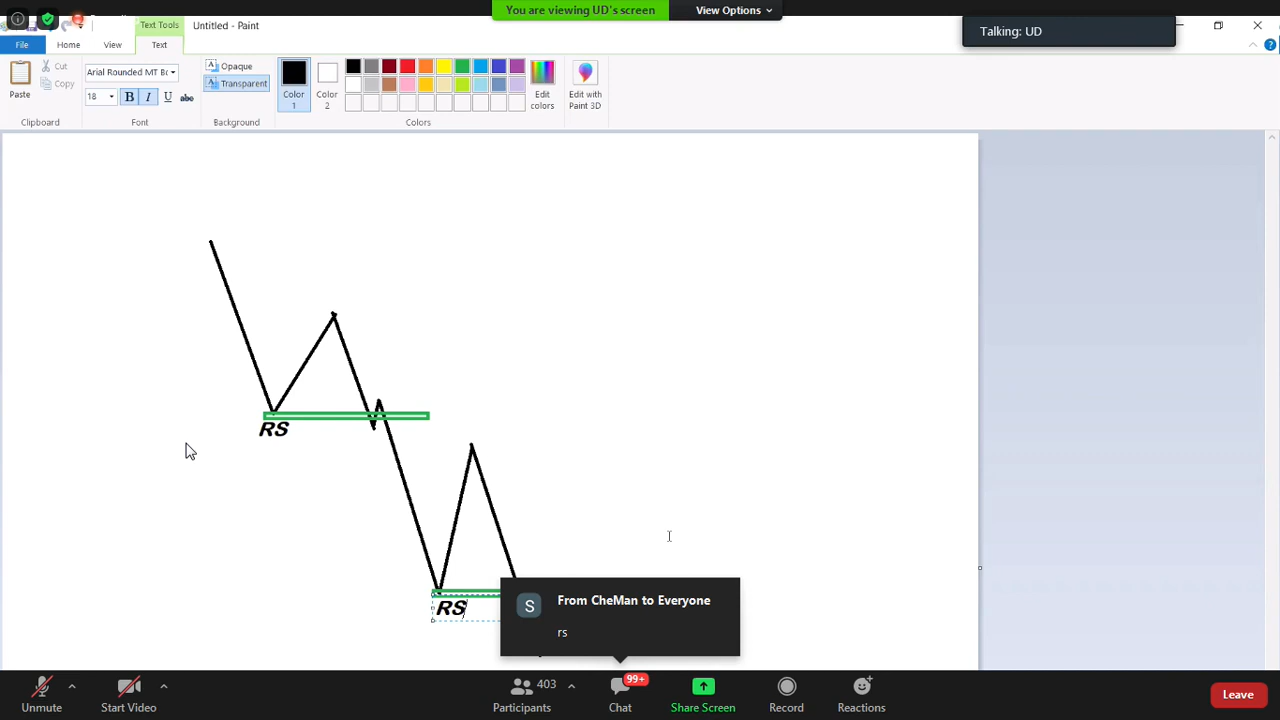 You are viewing UD's screen
View Options
Talking: UD
Text Tools
Untitled - Paint
File
Home
View
Text
Paste
Cut
Copy
Clipboard
Arial Rounded MT Bc
18
B I U abc
Font
Opaque
Transparent
Background
Color 1
Color 2
Edit colors
Colors
Edit with Paint 3D
RS
RS
S
From CheMan to Everyone
rs
Unmute
Start Video
403
Participants
99+
Chat
Share Screen
Record
Reactions
Leave